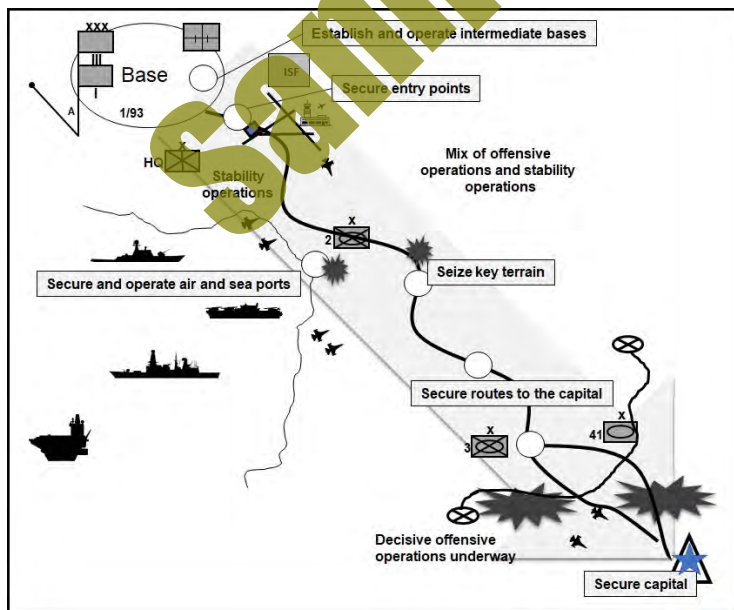 XXX
Establish and operate intermediate bases
III
Base
ISF
I
Secure entry points
A
1/93
X
HQ
Stability
operations
Mix of offensive
operations and stability
operations
X
2
Secure and operate air and sea ports
Seize key terrain
Secure routes to the capital
X
41
X
3
Decisive offensive
operations underway
Secure capital